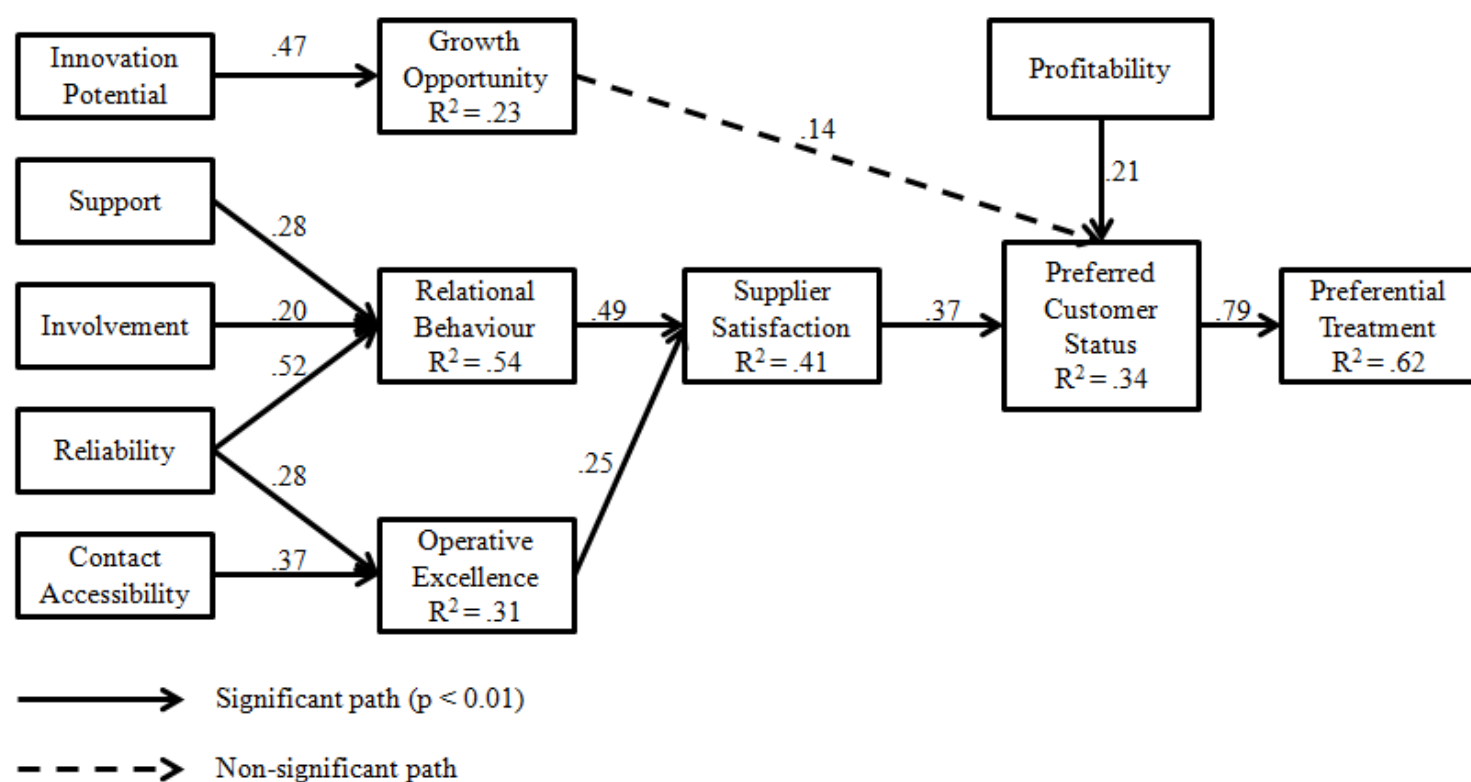 Innovation
Potential
.47
Growth
Opportunity
R² = .23
Profitability
.14
.21
Support
.28
Involvement
.20
Relational
Behaviour
R² = .54
.49
Supplier
Satisfaction
R² = .41
.37
Preferred
Customer
Status
R² = .34
.79
Preferential
Treatment
R² = .62
.52
Reliability
.28
.25
Contact
Accessibility
.37
Operative
Excellence
R² = .31
Significant path (p < 0.01)
Non-significant path